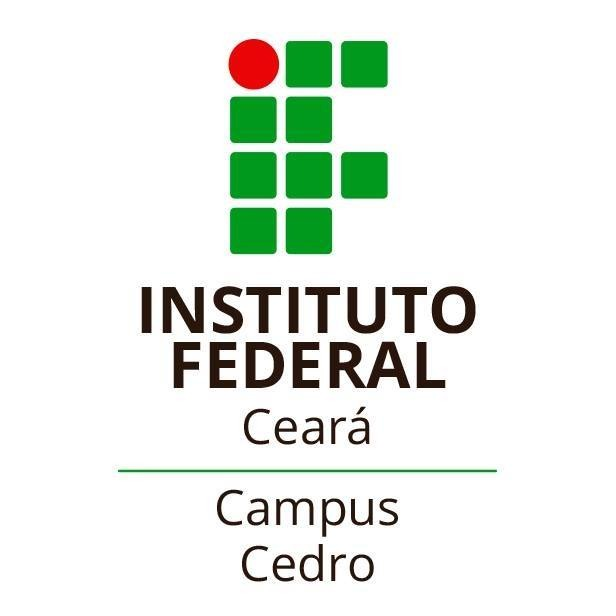 INSTITUTO
FEDERAL
Ceará
Campus
Cedro